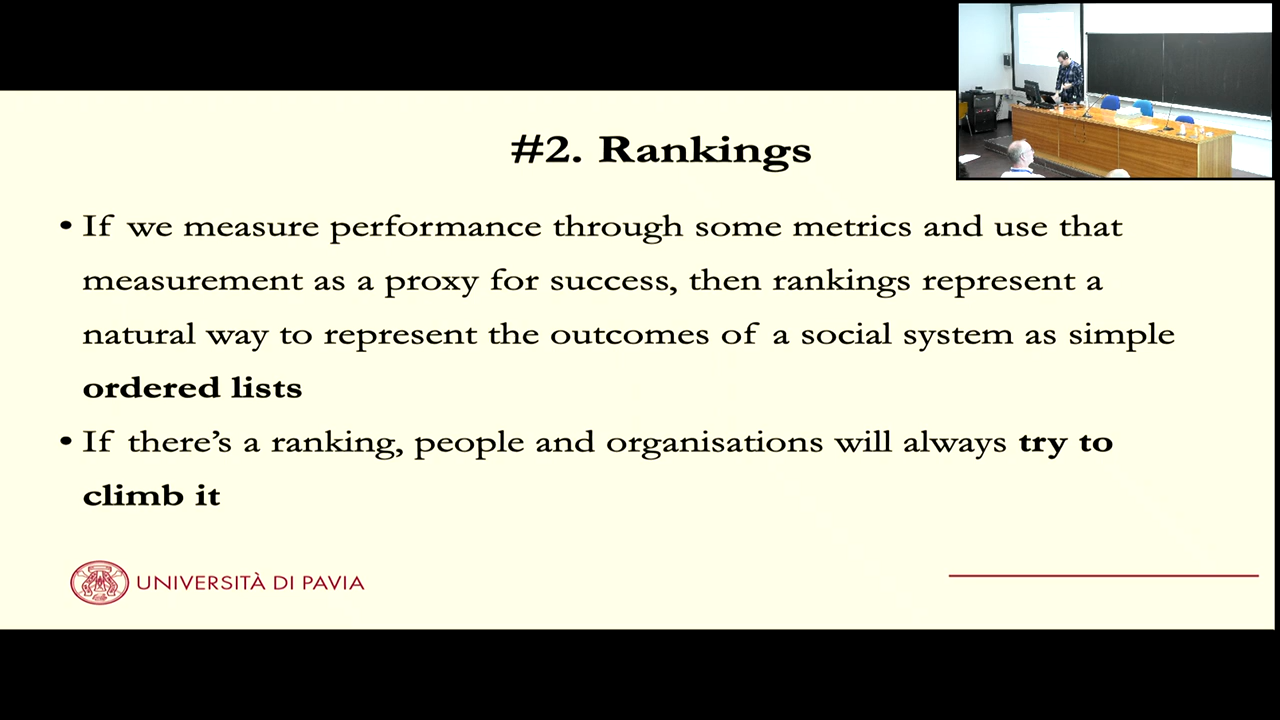 #2. Rankings
• If we measure performance through some metrics and use that
measurement as a proxy for success, then rankings represent a
natural way to represent the outcomes of a social system as simple
ordered lists
• If there’s a ranking, people and organisations will always try to
climb it
UNIVERSITÀ DI PAVIA